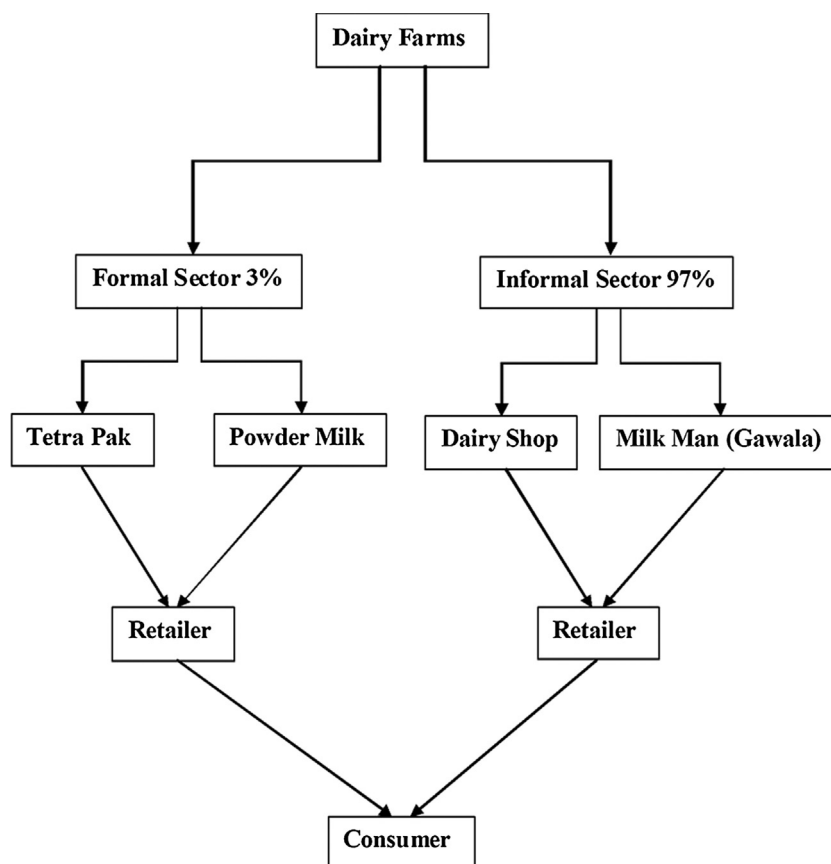 Dairy Farms
Formal Sector 3%
Informal Sector 97%
Tetra Pak
Powder Milk
Dairy Shop
Milk Man (Gawala)
Retailer
Retailer
Consumer